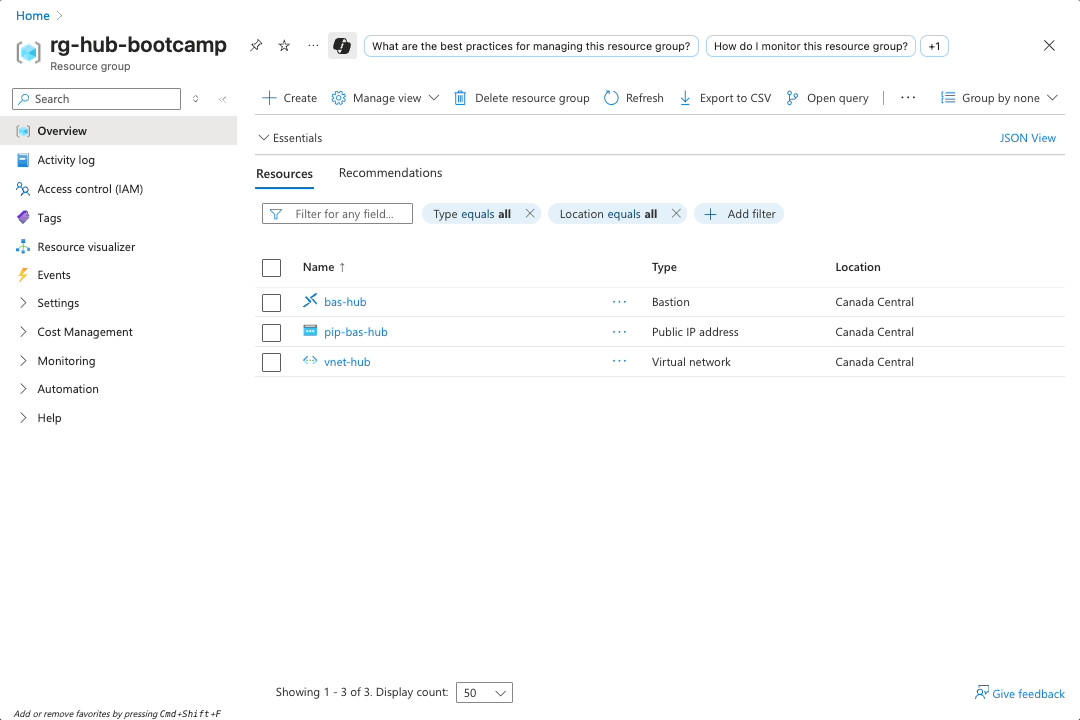 Home
rg-hub-bootcamp
Resource group
What are the best practices for managing this resource group?
How do I monitor this resource group?
+1
Search
Create
Manage view
Delete resource group
Refresh
Export to CSV
Open query
Group by none
Overview
Activity log
Access control (IAM)
Tags
Resource visualizer
Events
Settings
Cost Management
Monitoring
Automation
Help
Essentials
JSON View
Resources
Recommendations
Filter for any field...
Type equals all
Location equals all
Add filter
Name ↑ Type Location
bas-hub ··· Bastion Canada Central
pip-bas-hub ··· Public IP address Canada Central
vnet-hub ··· Virtual network Canada Central
Showing 1 - 3 of 3. Display count: 50
Give feedback
Add or remove favorites by pressing Cmd+Shift+F